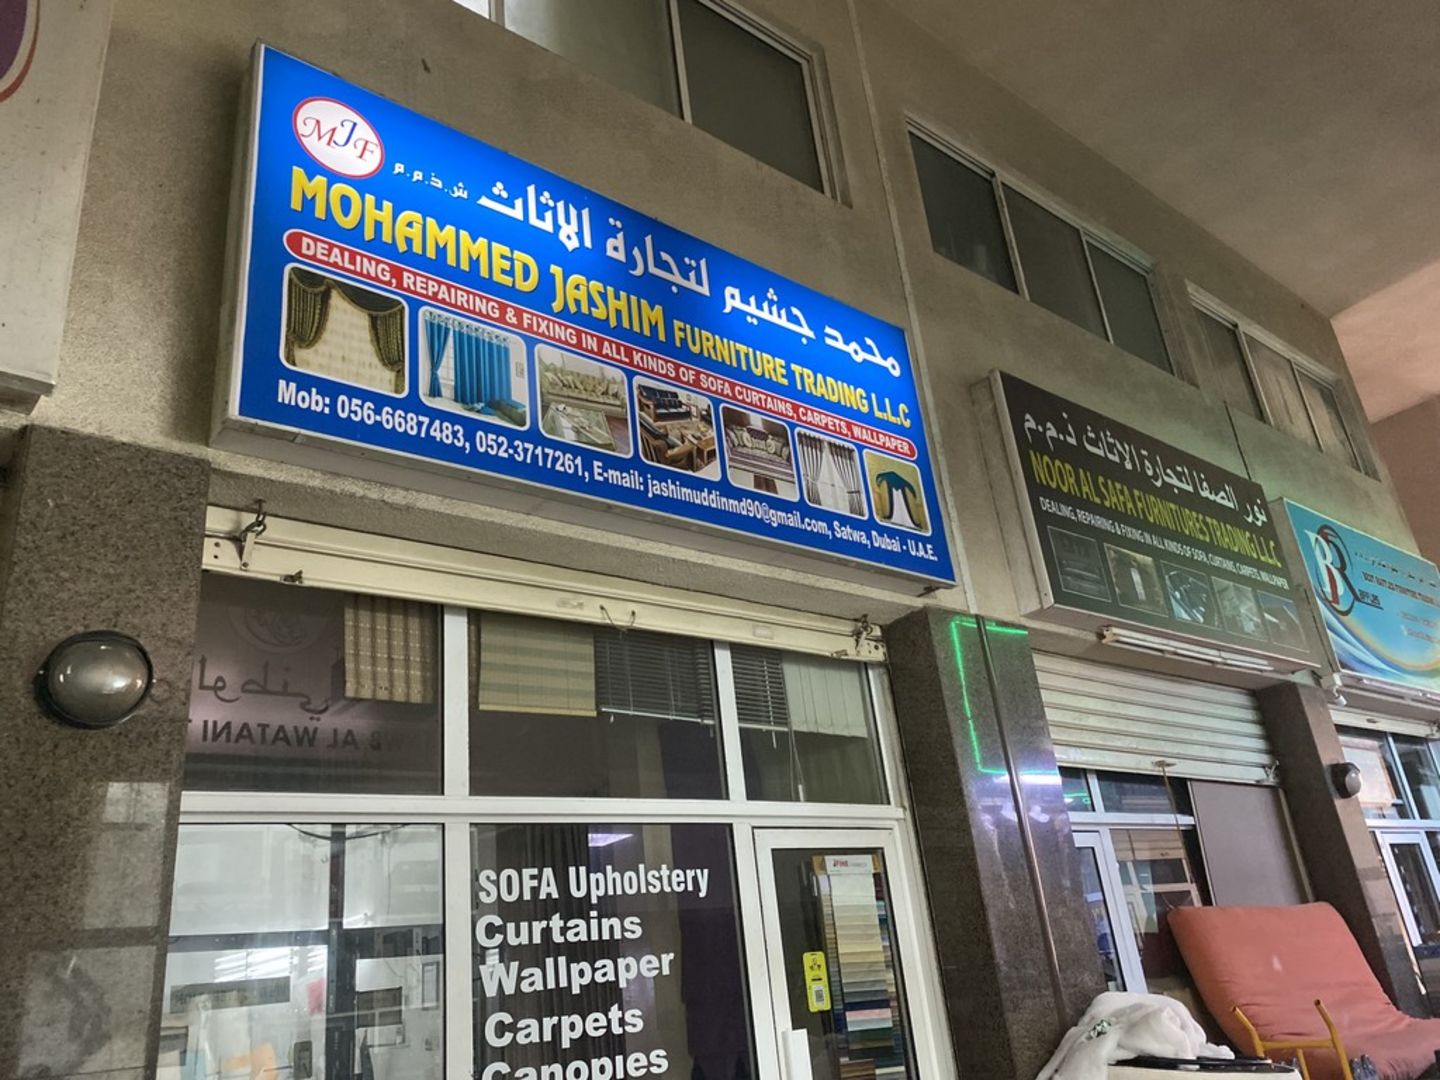 MJF
محمد جشيم لتجارة الاثاث ش.ذ.م.م
MOHAMMED JASHIM FURNITURE TRADING L.L.C
DEALING, REPAIRING & FIXING IN ALL KINDS OF SOFA CURTAINS, CARPETS, WALLPAPER
Mob: 056-6687483, 052-3717261, E-mail: jashimuddinmd90@gmail.com, Satwa, Dubai - U.A.E.
نور الصفا لتجارة الاثاث ذ.م.م
NOOR AL SAFA FURNITURES TRADING L.L.C
DEALING, REPAIRING & FIXING IN ALL KINDS OF SOFA, CURTAINS, CARPETS, WALLPAPER
الوطني
AL WATANI
SOFA Upholstery
Curtains
Wallpaper
Carpets
Canopies